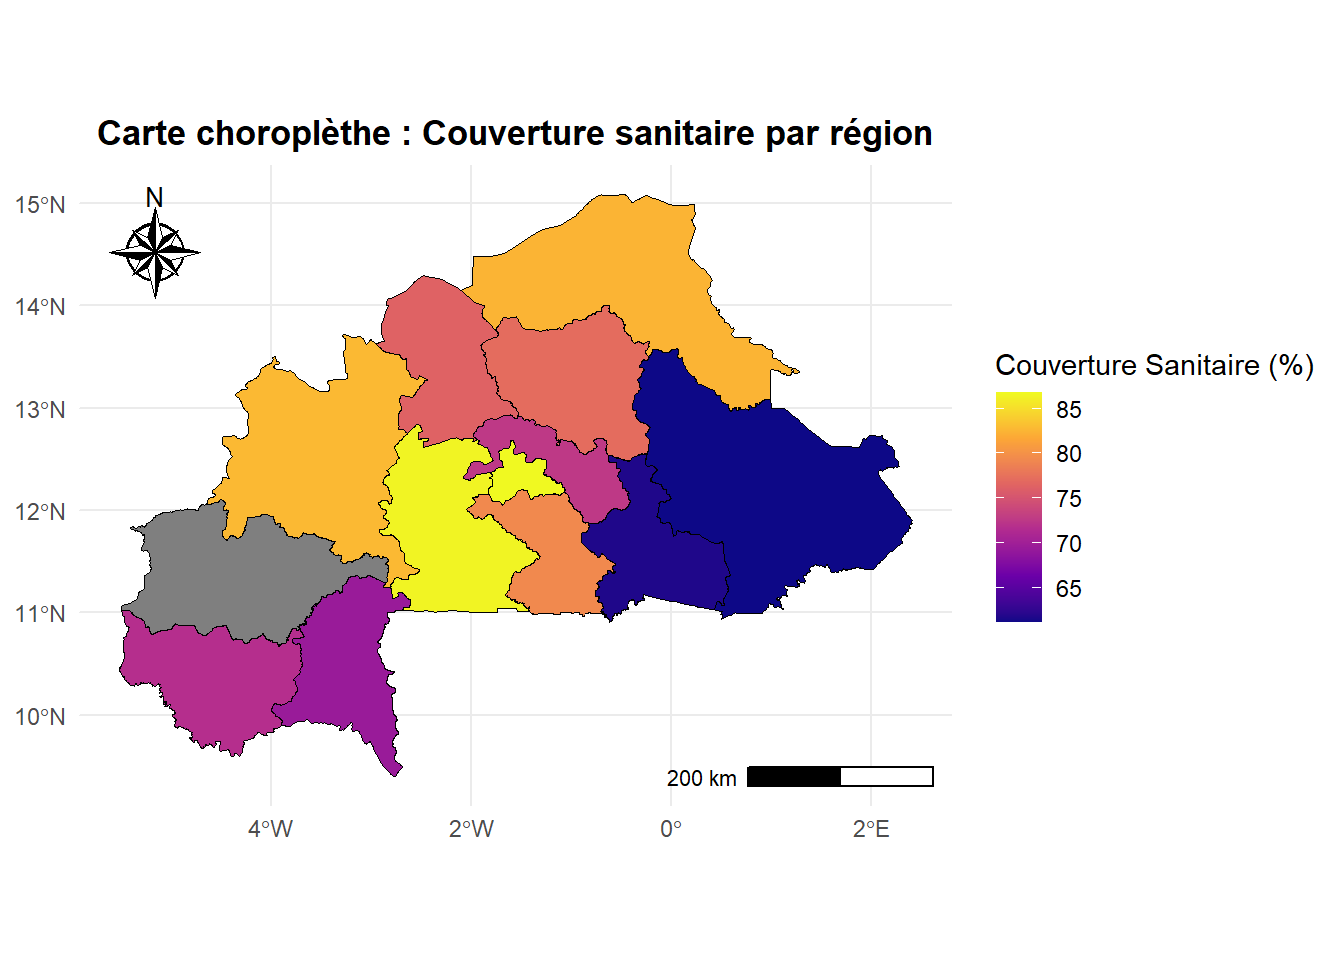 Carte choroplèthe : Couverture sanitaire par région
N
15°N
14°N
13°N
12°N
11°N
10°N
4°W
2°W
0°
2°E
200 km
Couverture Sanitaire (%)
85
80
75
70
65